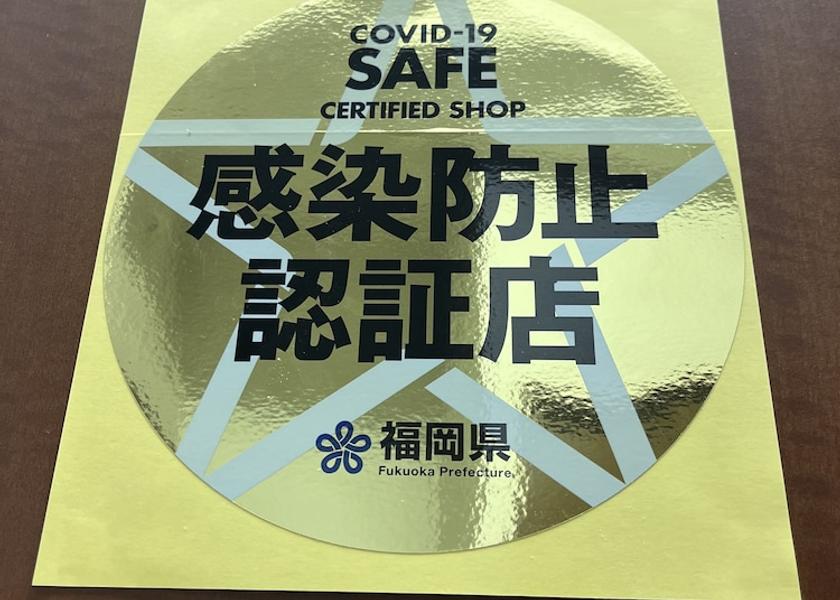 COVID-19
SAFE
CERTIFIED SHOP
感染防止
認証店
福岡県
Fukuoka Prefecture